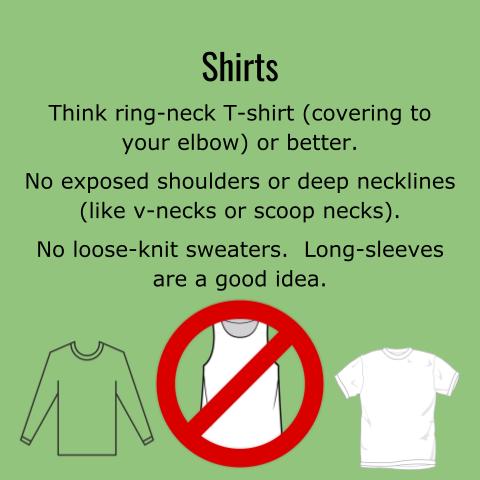 Shirts
Think ring-neck T-shirt (covering to
your elbow) or better.
No exposed shoulders or deep necklines
(like v-necks or scoop necks).
No loose-knit sweaters.  Long-sleeves
are a good idea.